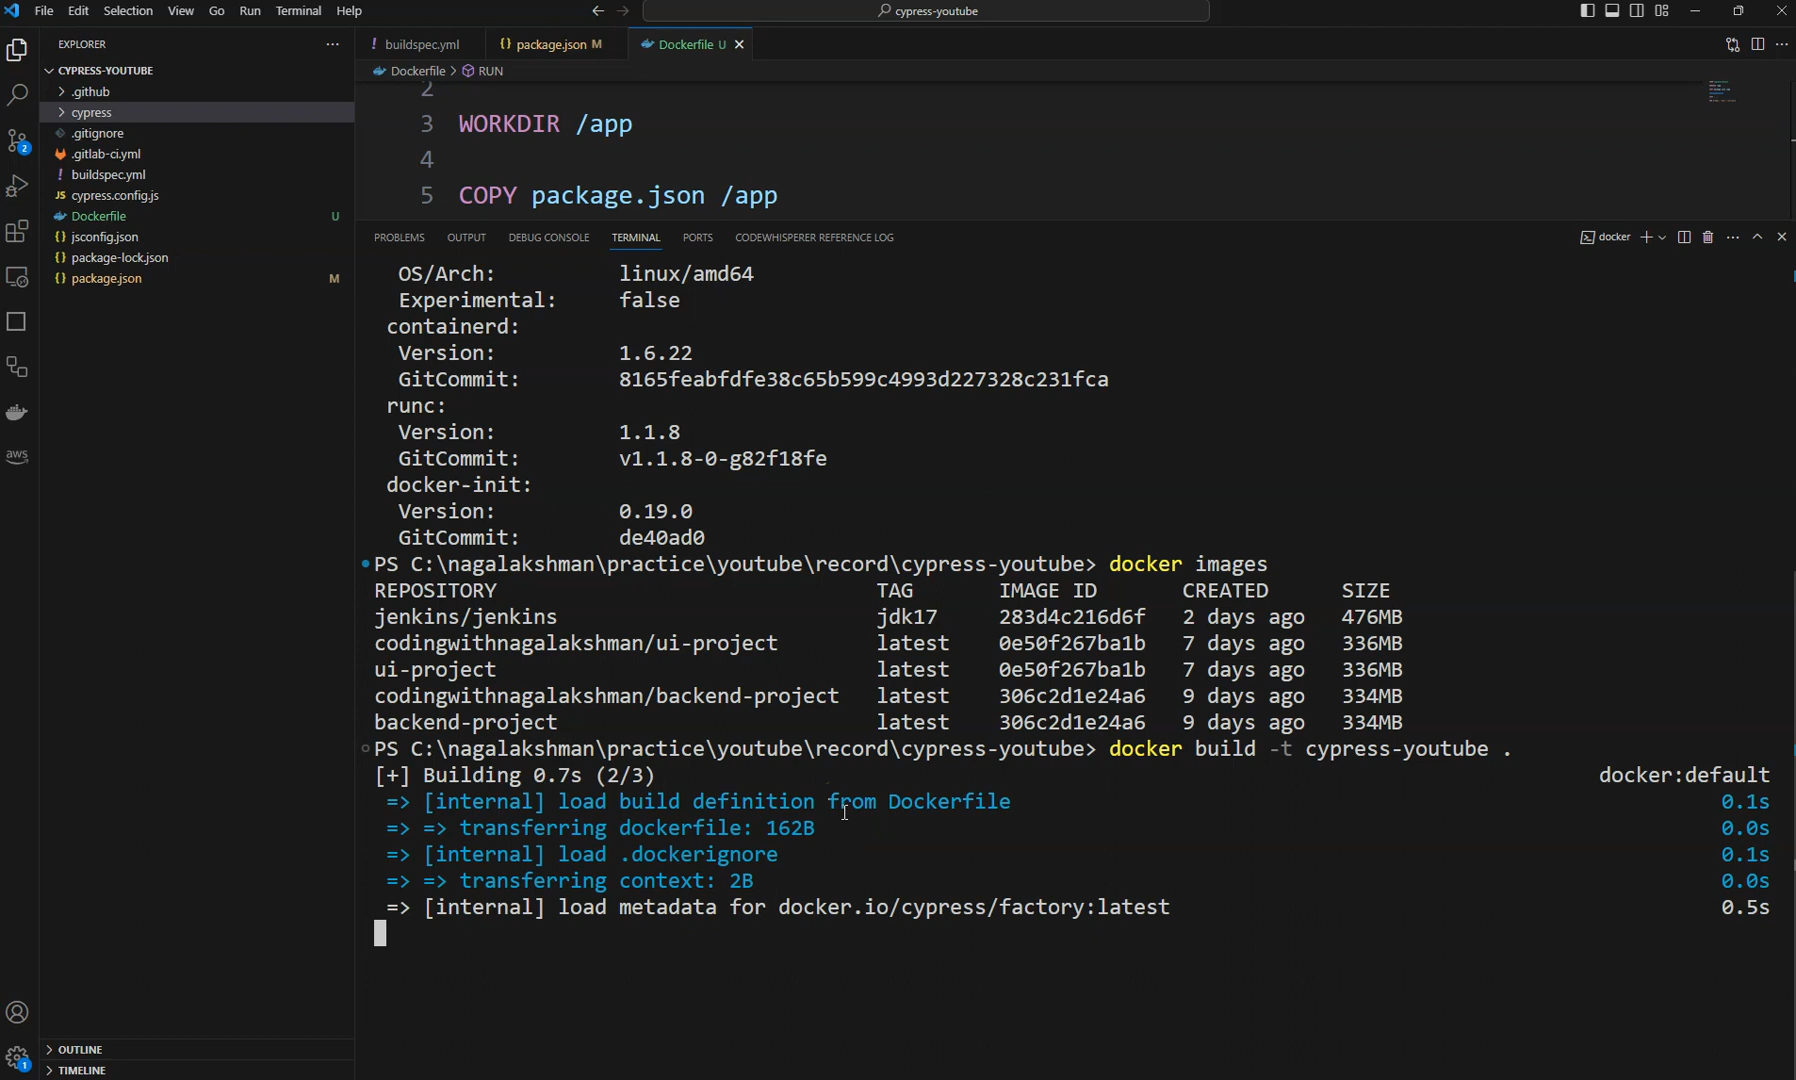 File Edit Selection View Go Run Terminal Help
cypress-youtube
EXPLORER
CYPRESS-YOUTUBE
.github
cypress
.gitignore
.gitlab-ci.yml
! buildspec.yml
JS cypress.config.js
Dockerfile U
{} jsonfig.json
{} package-lock.json
{} package.json M
OUTLINE
TIMELINE
2
aws
1
! buildspec.yml {} package.json M Dockerfile U
Dockerfile > RUN
2
3 WORKDIR /app
4
5 COPY package.json /app
PROBLEMS OUTPUT DEBUG CONSOLE TERMINAL PORTS CODEWHISPERER REFERENCE LOG
docker
OS/Arch: linux/amd64
Experimental: false
containerd:
Version: 1.6.22
GitCommit: 8165feabfdfe38c65b599c4993d227328c231fca
runc:
Version: 1.1.8
GitCommit: v1.1.8-0-g82f18fe
docker-init:
Version: 0.19.0
GitCommit: de40ad0
PS C:\nagalakshman\practice\youtube\record\cypress-youtube> docker images
REPOSITORY TAG IMAGE ID CREATED SIZE
jenkins/jenkins jdk17 283d4c216d6f 2 days ago 476MB
codingwithnagalakshman/ui-project latest 0e50f267ba1b 7 days ago 336MB
ui-project latest 0e50f267ba1b 7 days ago 336MB
codingwithnagalakshman/backend-project latest 306c2d1e24a6 9 days ago 334MB
backend-project latest 306c2d1e24a6 9 days ago 334MB
PS C:\nagalakshman\practice\youtube\record\cypress-youtube> docker build -t cypress-youtube .
[+] Building 0.7s (2/3) docker:default
=> [internal] load build definition from Dockerfile 0.1s
=> => transferring dockerfile: 162B 0.0s
=> [internal] load .dockerignore 0.1s
=> => transferring context: 2B 0.0s
=> [internal] load metadata for docker.io/cypress/factory:latest 0.5s